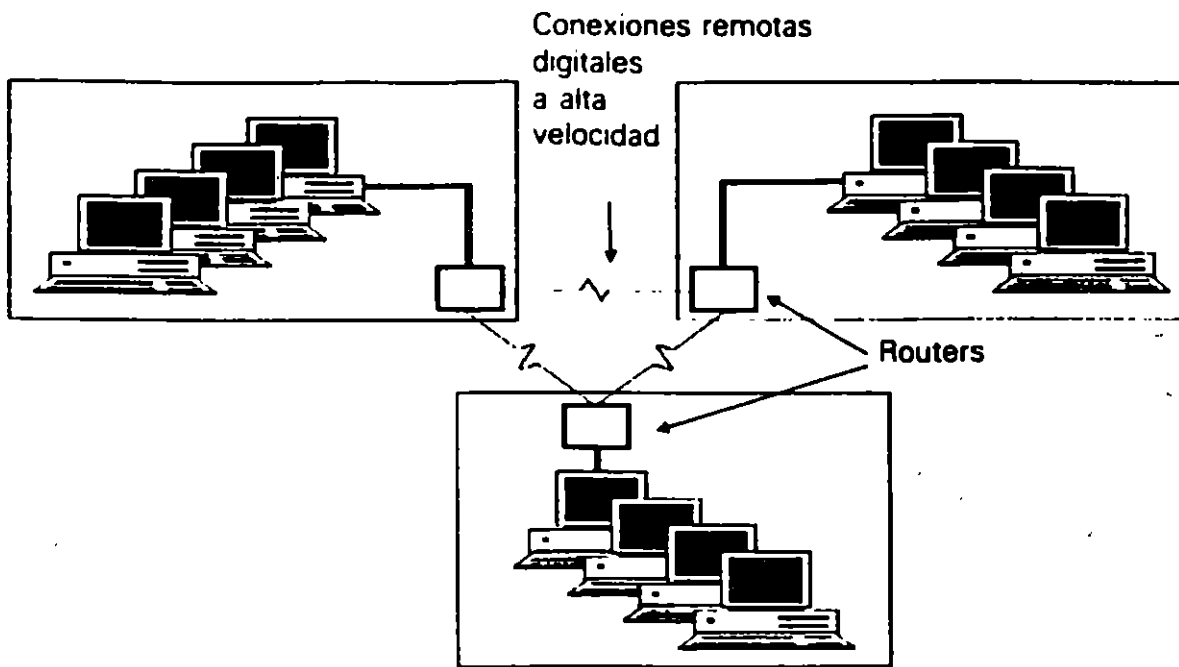 Conexiones remotas
digitales
a alta
velocidad
Routers